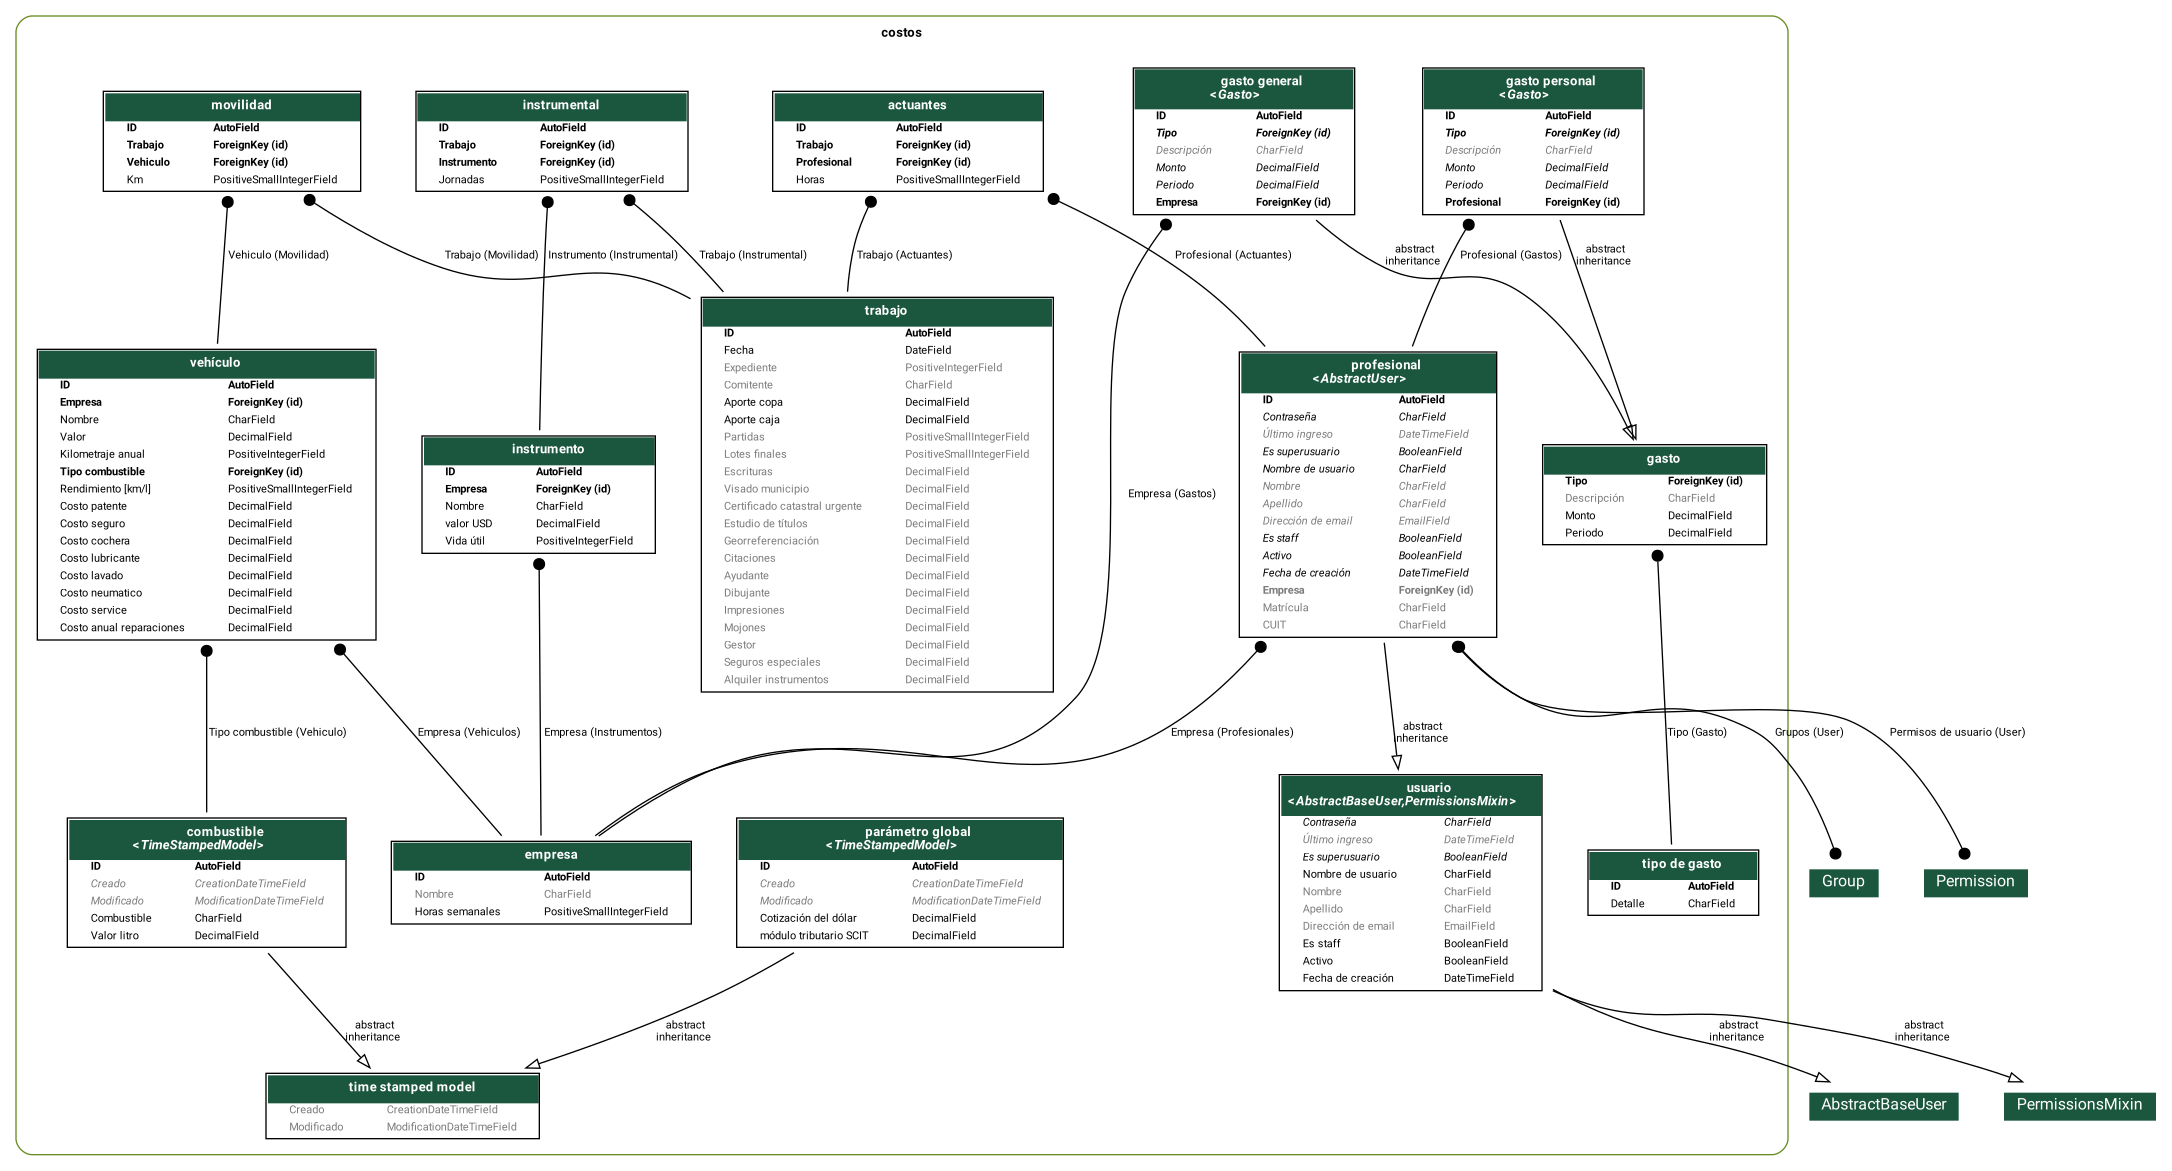 costos
movilidad
ID AutoField
Trabajo ForeignKey (id)
Vehiculo ForeignKey (id)
Km PositiveSmallIntegerField
instrumental
ID AutoField
Trabajo ForeignKey (id)
Instrumento ForeignKey (id)
Jornadas PositiveSmallIntegerField
actuantes
ID AutoField
Trabajo ForeignKey (id)
Profesional ForeignKey (id)
Horas PositiveSmallIntegerField
gasto general
<Gasto>
ID AutoField
Tipo ForeignKey (id)
Descripción CharField
Monto DecimalField
Periodo DecimalField
Empresa ForeignKey (id)
gasto personal
<Gasto>
ID AutoField
Tipo ForeignKey (id)
Descripción CharField
Monto DecimalField
Periodo DecimalField
Profesional ForeignKey (id)
Vehiculo (Movilidad)
Trabajo (Movilidad)
Instrumento (Instrumental)
Trabajo (Instrumental)
Trabajo (Actuantes)
Profesional (Actuantes)
abstract
inheritance
Profesional (Gastos)
abstract
inheritance
vehículo
ID AutoField
Empresa ForeignKey (id)
Nombre CharField
Valor DecimalField
Kilometraje anual PositiveIntegerField
Tipo combustible ForeignKey (id)
Rendimiento [km/l] PositiveSmallIntegerField
Costo patente DecimalField
Costo seguro DecimalField
Costo cochera DecimalField
Costo lubricante DecimalField
Costo lavado DecimalField
Costo neumatico DecimalField
Costo service DecimalField
Costo anual reparaciones DecimalField
instrumento
ID AutoField
Empresa ForeignKey (id)
Nombre CharField
valor USD DecimalField
Vida útil PositiveIntegerField
trabajo
ID AutoField
Fecha DateField
Expediente PositiveIntegerField
Comitente CharField
Aporte copa DecimalField
Aporte caja DecimalField
Partidas PositiveSmallIntegerField
Lotes finales PositiveSmallIntegerField
Escrituras DecimalField
Visado municipio DecimalField
Certificado catastral urgente DecimalField
Estudio de títulos DecimalField
Georreferenciación DecimalField
Citaciones DecimalField
Ayudante DecimalField
Dibujante DecimalField
Impresiones DecimalField
Mojones DecimalField
Gestor DecimalField
Seguros especiales DecimalField
Alquiler instrumentos DecimalField
Empresa (Gastos)
profesional
<AbstractUser>
ID AutoField
Contraseña CharField
Último ingreso DateTimeField
Es superusuario BooleanField
Nombre de usuario CharField
Nombre CharField
Apellido CharField
Dirección de email EmailField
Es staff BooleanField
Activo BooleanField
Fecha de creación DateTimeField
Empresa ForeignKey (id)
Matrícula CharField
CUIT CharField
gasto
Tipo ForeignKey (id)
Descripción CharField
Monto DecimalField
Periodo DecimalField
Tipo combustible (Vehiculo)
Empresa (Vehiculos)
Empresa (Instrumentos)
Empresa (Profesionales)
abstract
inheritance
Tipo (Gasto)
Grupos (User)
Permisos de usuario (User)
combustible
<TimeStampedModel>
ID AutoField
Creado CreationDateTimeField
Modificado ModificationDateTimeField
Combustible CharField
Valor litro DecimalField
empresa
ID AutoField
Nombre CharField
Horas semanales PositiveSmallIntegerField
parámetro global
<TimeStampedModel>
ID AutoField
Creado CreationDateTimeField
Modificado ModificationDateTimeField
Cotización del dólar DecimalField
módulo tributario SCIT DecimalField
usuario
<AbstractBaseUser,PermissionsMixin>
Contraseña CharField
Último ingreso DateTimeField
Es superusuario BooleanField
Nombre de usuario CharField
Nombre CharField
Apellido CharField
Dirección de email EmailField
Es staff BooleanField
Activo BooleanField
Fecha de creación DateTimeField
tipo de gasto
ID AutoField
Detalle CharField
Group
Permission
abstract
inheritance
abstract
inheritance
abstract
inheritance
abstract
inheritance
time stamped model
Creado CreationDateTimeField
Modificado ModificationDateTimeField
AbstractBaseUser
PermissionsMixin